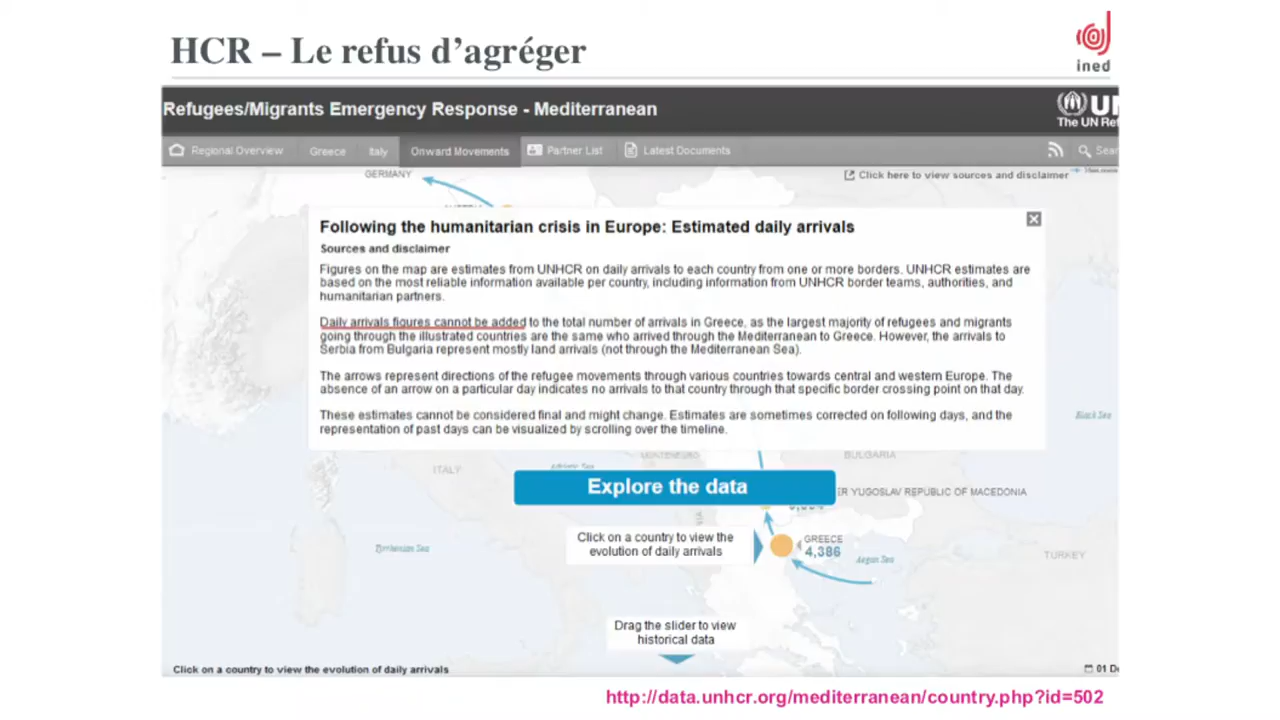 HCR – Le refus d'agréger
ined
Refugees/Migrants Emergency Response - Mediterranean
The UN Ref
Regional Overview Greece Italy Onward Movements Partner List Latest Documents Sear
GERMANY
Click here to view sources and disclaimer
Following the humanitarian crisis in Europe: Estimated daily arrivals
Sources and disclaimer
Figures on the map are estimates from UNHCR on daily arrivals to each country from one or more borders. UNHCR estimates are
based on the most reliable information available per country, including information from UNHCR border teams, authorities, and
humanitarian partners.
Daily arrivals figures cannot be added to the total number of arrivals in Greece, as the largest majority of refugees and migrants
going through the illustrated countries are the same who arrived through the Mediterranean to Greece. However, the arrivals to
Serbia from Bulgaria represent mostly land arrivals (not through the Mediterranean Sea).
The arrows represent directions of the refugee movements through various countries towards central and western Europe. The
absence of an arrow on a particular day indicates no arrivals to that country through that specific border crossing point on that day.
These estimates cannot be considered final and might change. Estimates are sometimes corrected on following days, and the
representation of past days can be visualized by scrolling over the timeline.
Black Sea
MONTENEGRO BULGARIA
ITALY Adriatic Sea
Explore the data
ER YUGOSLAV REPUBLIC OF MACEDONIA
Click on a country to view the
evolution of daily arrivals
GREECE
4,386
Tyrrhenian Sea
Aegean Sea
TURKEY
Drag the slider to view
historical data
Click on a country to view the evolution of daily arrivals
01 De
http://data.unhcr.org/mediterranean/country.php?id=502